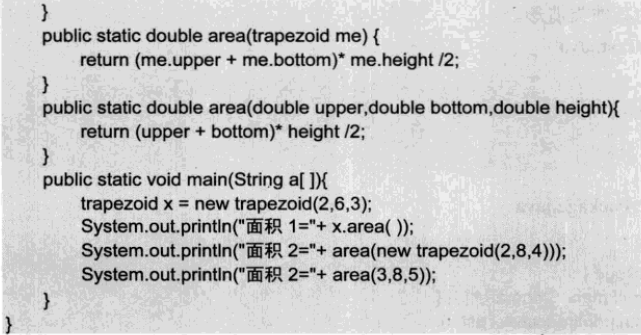 }
public static double area(trapezoid me) {
return (me.upper + me.bottom)* me.height /2;
}
public static double area(double upper,double bottom,double height){
return (upper + bottom)* height /2;
}
public static void main(String a[ ]){
trapezoid x = new trapezoid(2,6,3);
System.out.println("面积 1="+ x.area( ));
System.out.println("面积 2="+ area(new trapezoid(2,8,4)));
System.out.println("面积 2="+ area(3,8,5));
}
}